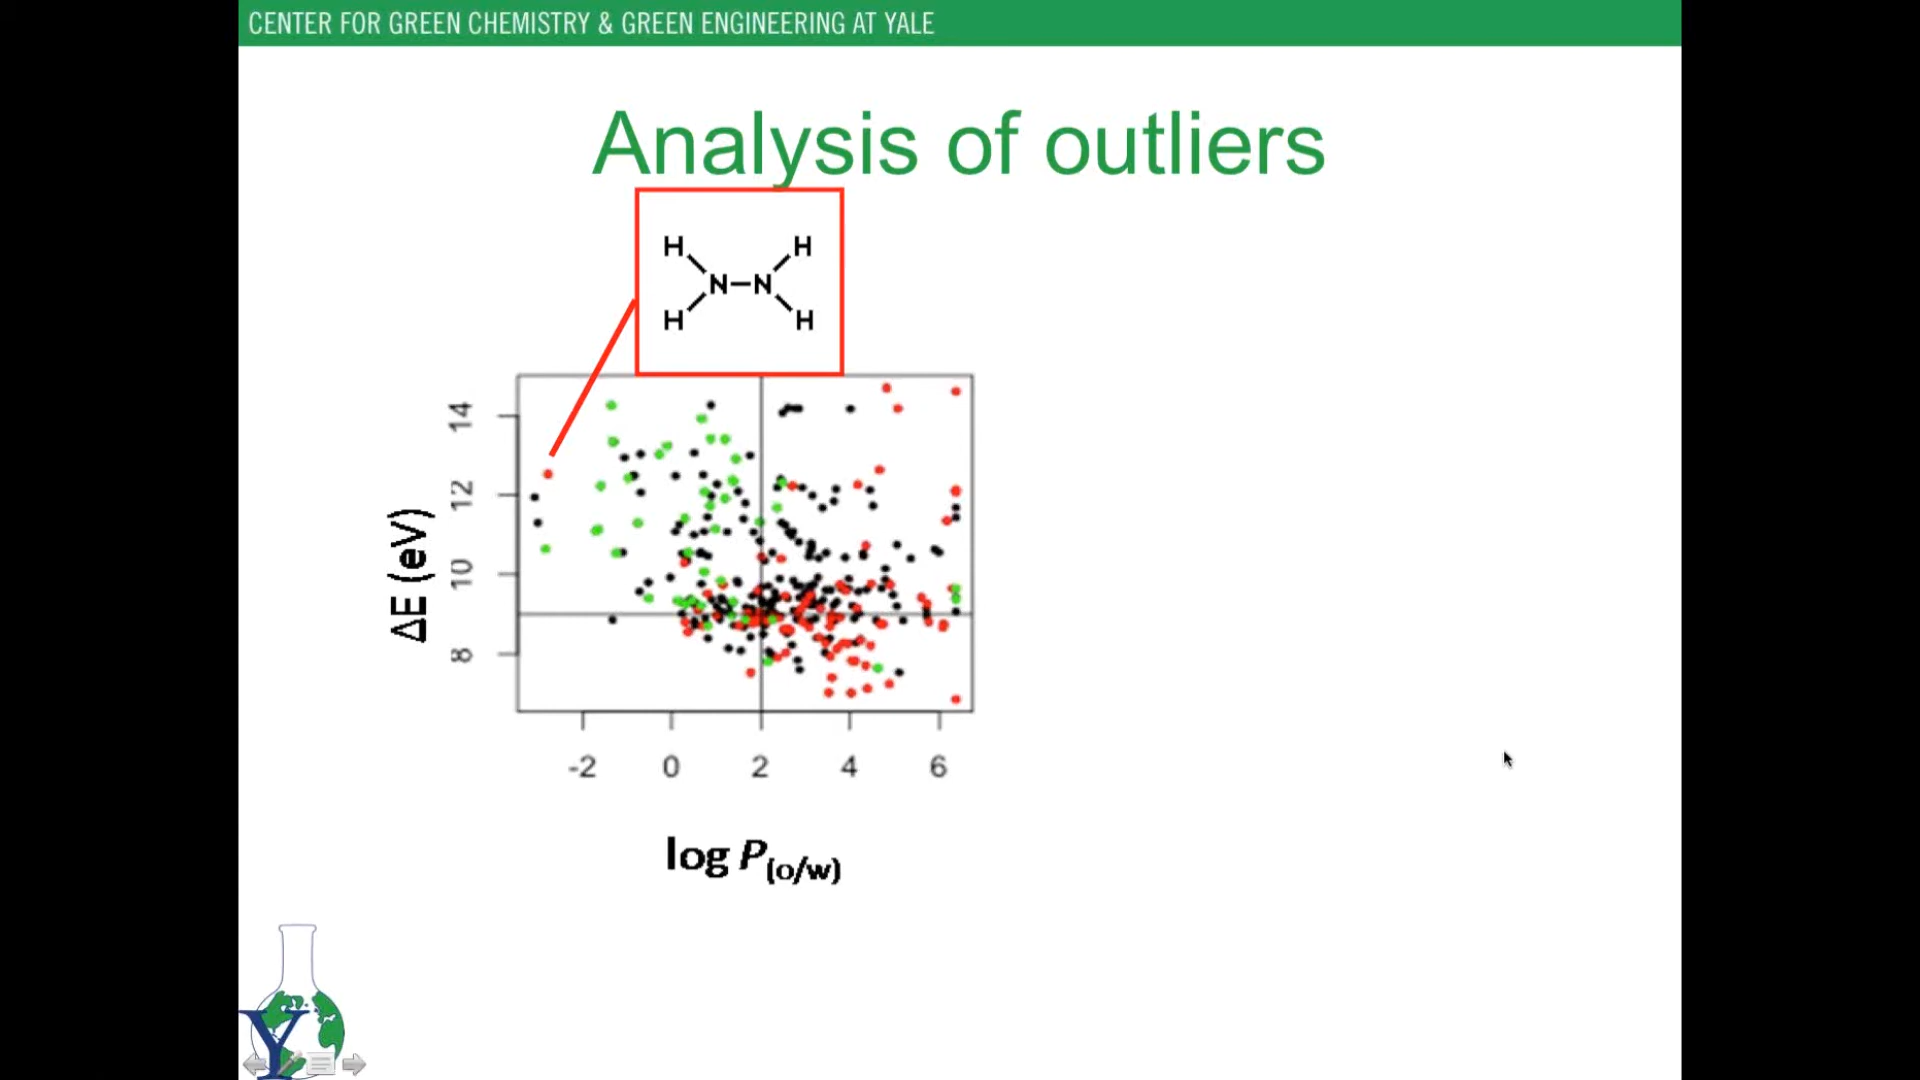 CENTER FOR GREEN CHEMISTRY & GREEN ENGINEERING AT YALE
Analysis of outliers
H H
N–N
H H
14
12
10
8
ΔE (eV)
-2 0 2 4 6
log P(o/w)
Y